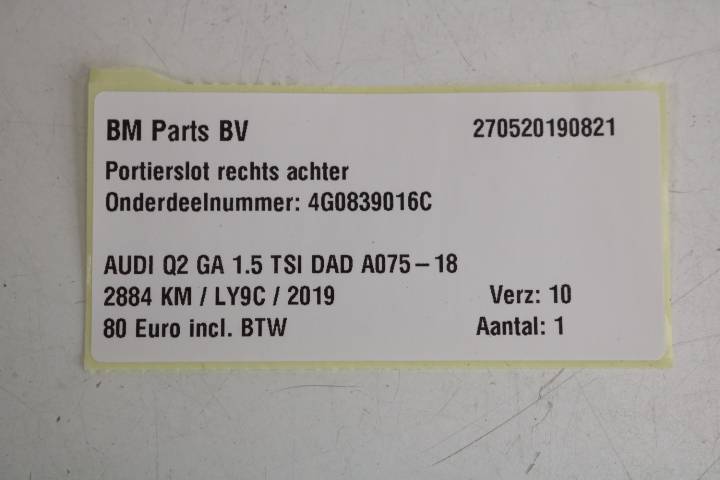 BM Parts BV 270520190821
Portierslot rechts achter
Onderdeelnummer: 4G0839016C
AUDI Q2 GA 1.5 TSI DAD A075-18
2884 KM / LY9C / 2019 Verz: 10
80 Euro incl. BTW Aantal: 1